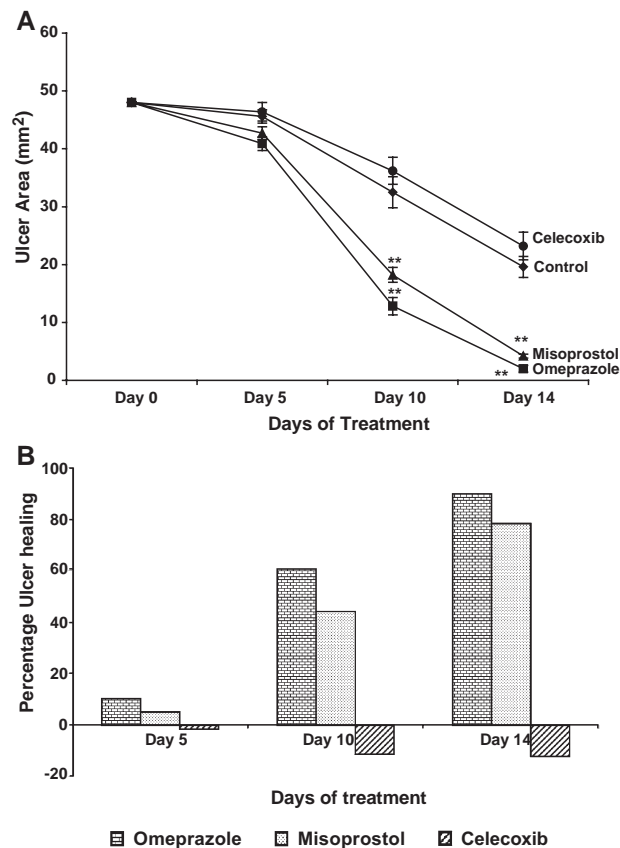 A
60
50
40
30
20
10
0
Ulcer Area (mm²)
Celecoxib
Control
**
**
**
Misoprostol
**
Omeprazole
Day 0 Day 5 Day 10 Day 14
Days of Treatment
B
100
80
60
40
20
0
-20
Percentage Ulcer healing
Day 5 Day 10 Day 14
Days of treatment
Omeprazole Misoprostol Celecoxib